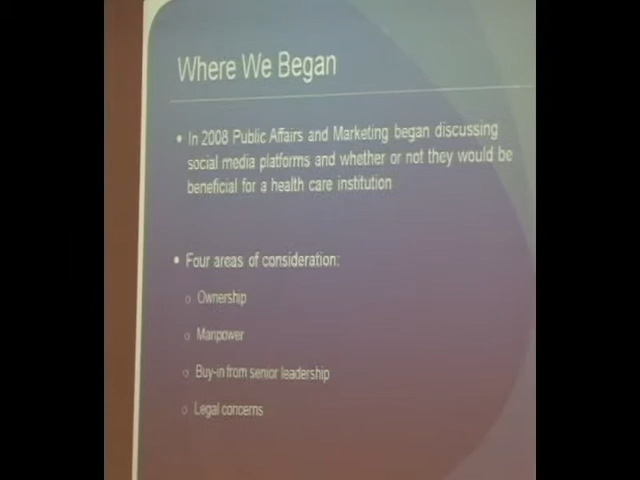 Where We Began
• In 2008 Public Affairs and Marketing began discussing
social media platforms and whether or not they would be
beneficial for a health care institution
• Four areas of consideration:
o Ownership
o Manpower
o Buy-in from senior leadership
o Legal concerns